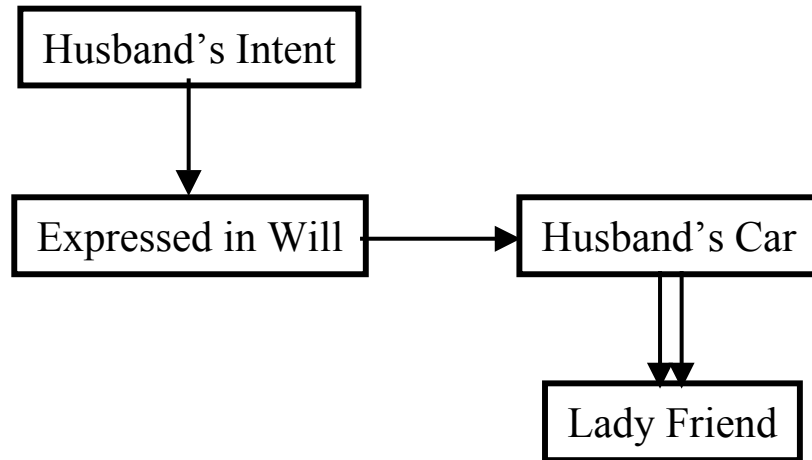 Husband’s Intent
Expressed in Will
Husband’s Car
Lady Friend